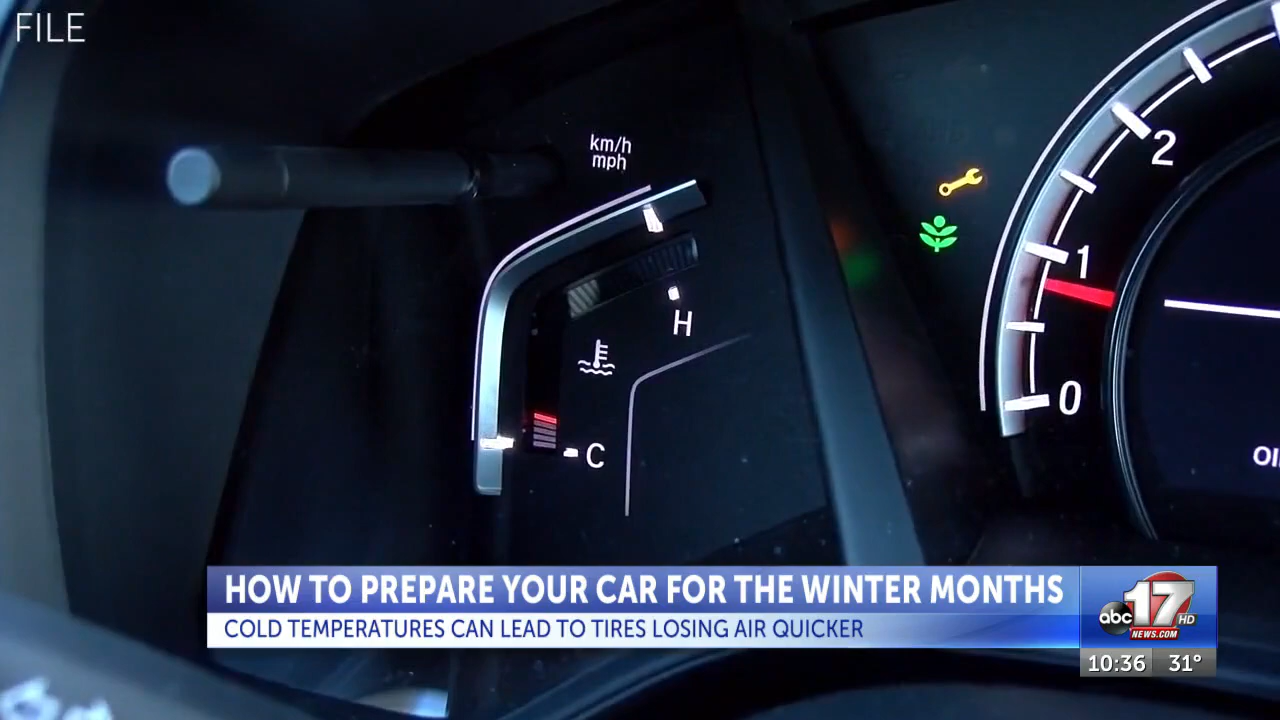 FILE
km/h
mph
H
C
2
1
0
HOW TO PREPARE YOUR CAR FOR THE WINTER MONTHS
COLD TEMPERATURES CAN LEAD TO TIRES LOSING AIR QUICKER
abc 17 HD
NEWS.COM
10:36 31°